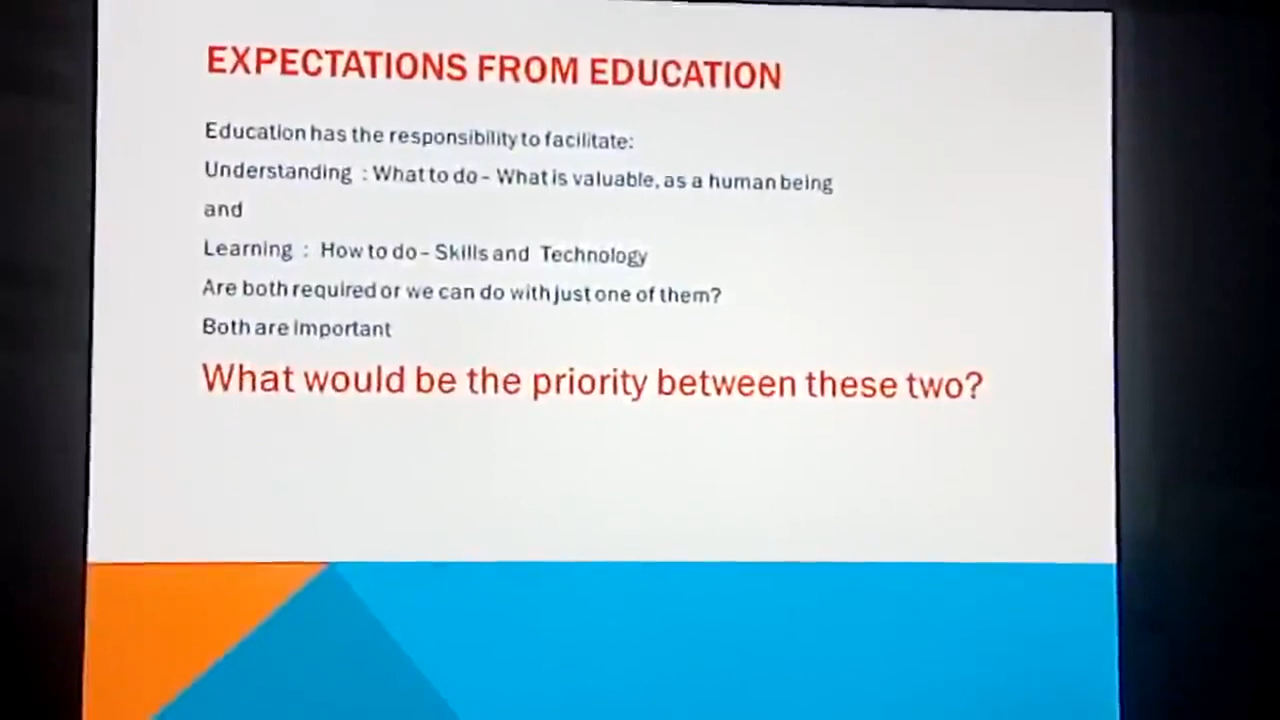 EXPECTATIONS FROM EDUCATION
Education has the responsibility to facilitate:
Understanding : What to do - What is valuable, as a human being
and
Learning : How to do - Skills and Technology
Are both required or we can do with just one of them?
Both are important
What would be the priority between these two?